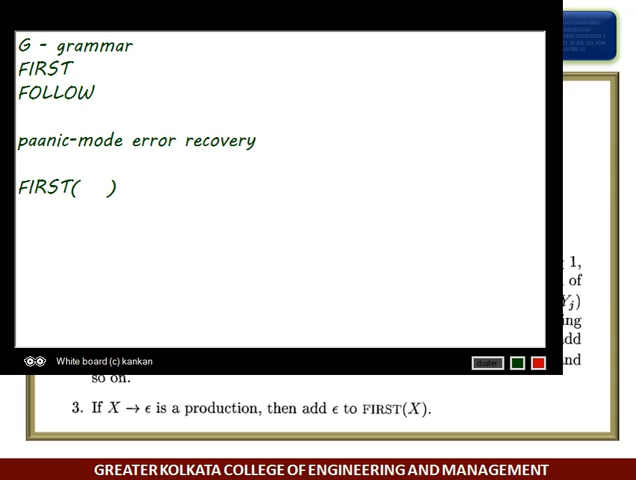 G - grammar
FIRST
FOLLOW
paanic-mode error recovery
FIRST( )
1,
of
Yj)
ing
add
and
so on.
3. If X → ϵ is a production, then add ϵ to FIRST(X).
White board (c) kankan
duster
GREATER KOLKATA COLLEGE OF ENGINEERING AND MANAGEMENT